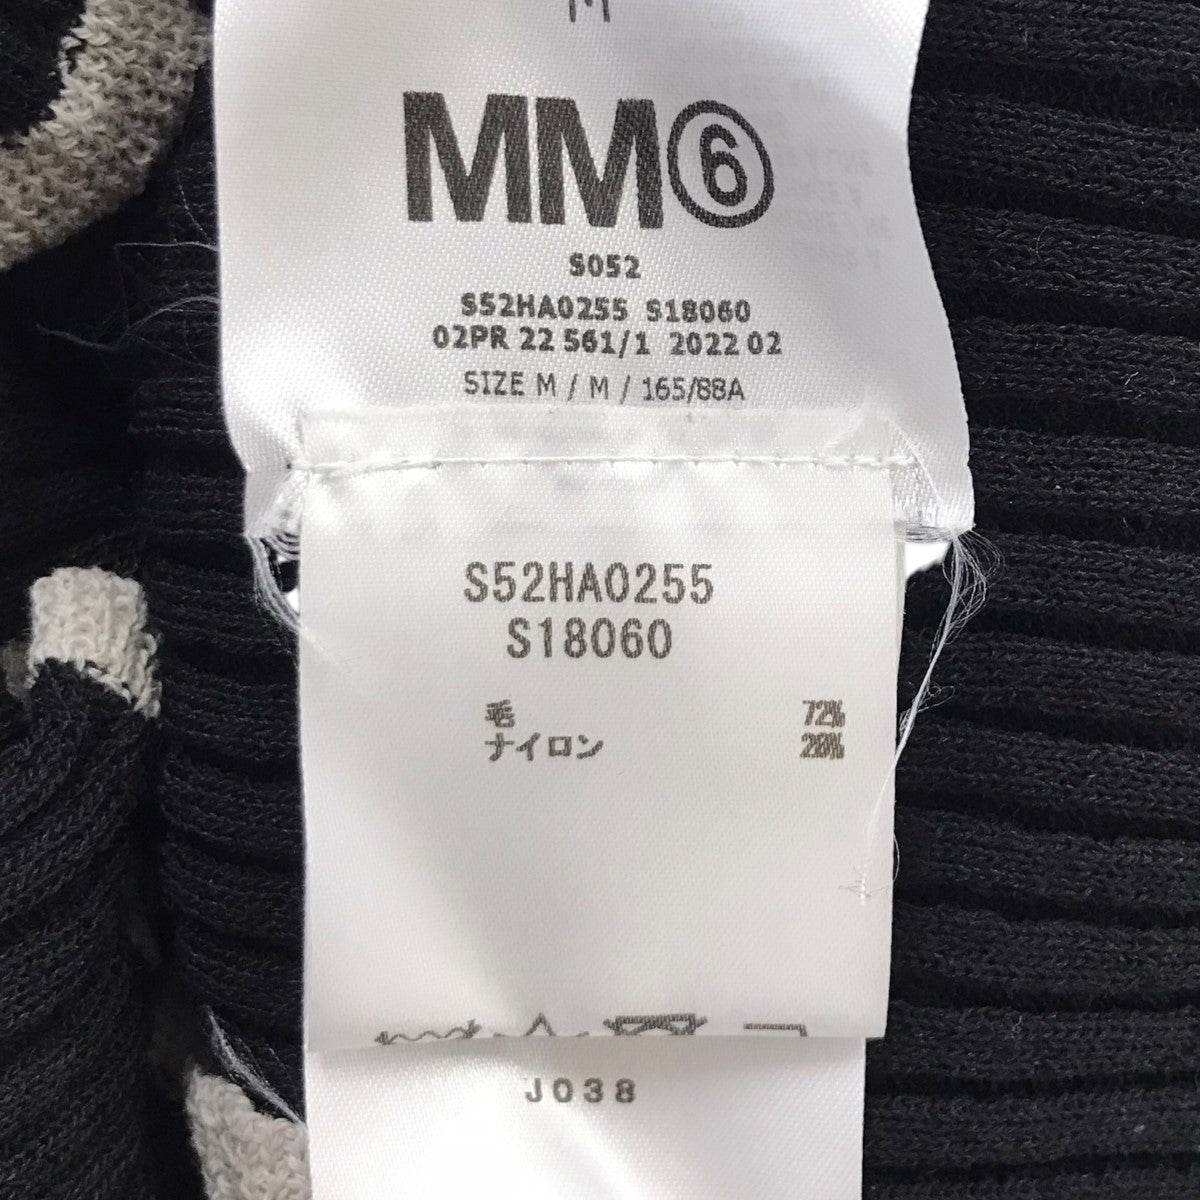 M
MM⑥
S052
S52HA0255 S18060
02PR 22 561/1 2022 02
SIZE M / M / 165/88A
S52HA0255
S18060
毛 72%
ナイロン 28%
J038